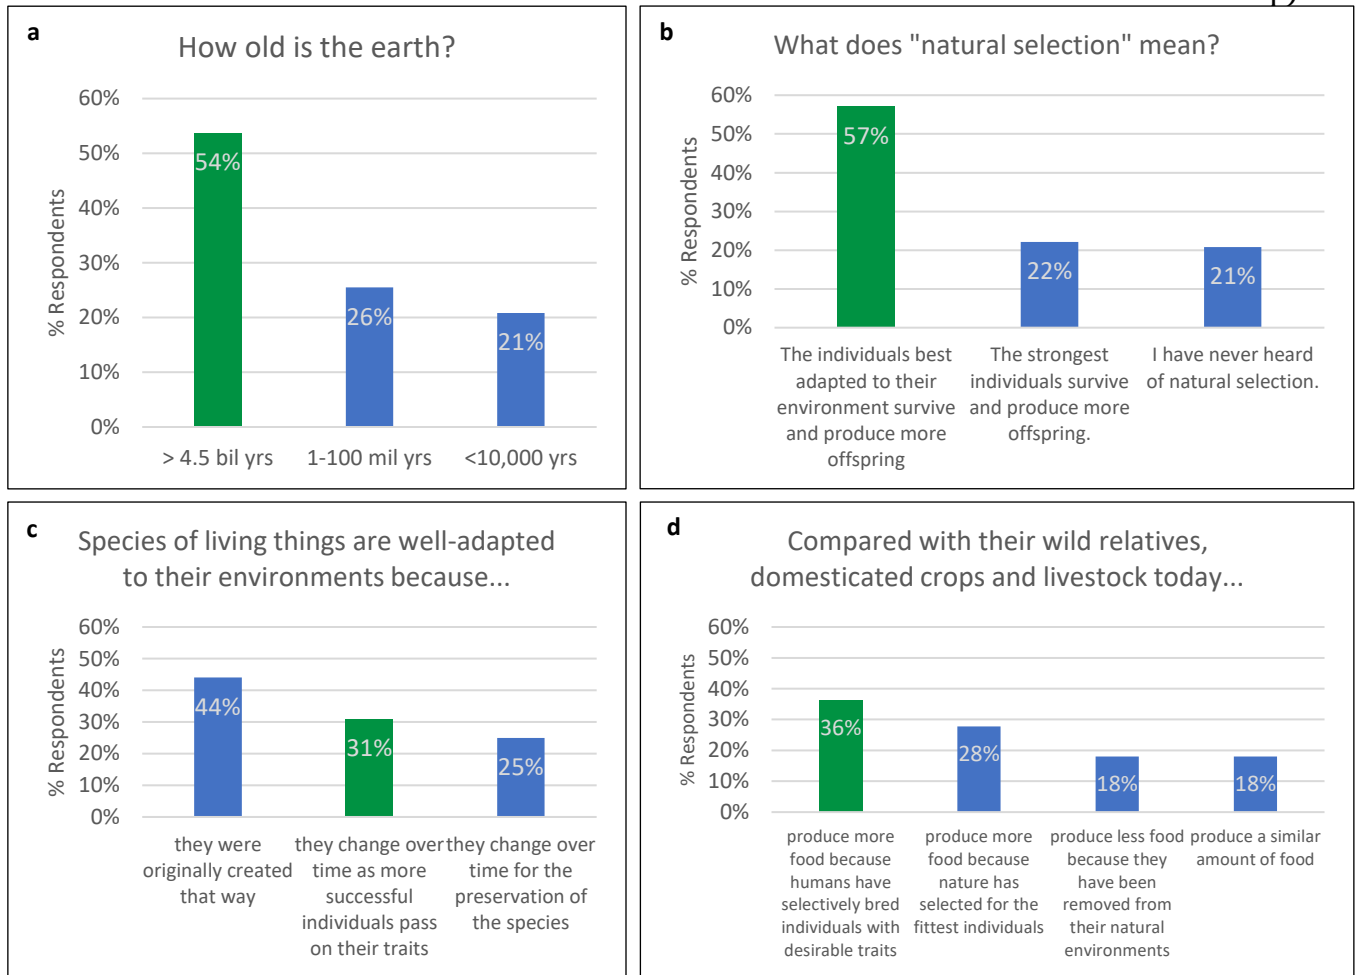 a
How old is the earth?
60%
50%
40%
30%
20%
10%
0%
% Respondents
54%
26%
21%
> 4.5 bil yrs
1-100 mil yrs
<10,000 yrs
b
What does "natural selection" mean?
60%
50%
40%
30%
20%
10%
0%
% Respondents
57%
22%
21%
The individuals best
adapted to their
environment survive
and produce more
offspring
The strongest
individuals survive
and produce more
offspring.
I have never heard
of natural selection.
c
Species of living things are well-adapted
to their environments because...
60%
50%
40%
30%
20%
10%
0%
% Respondents
44%
31%
25%
they were
originally created
that way
they change over
time as more
successful
individuals pass
on their traits
they change over
time for the
preservation of
the species
d
Compared with their wild relatives,
domesticated crops and livestock today...
60%
50%
40%
30%
20%
10%
0%
% Respondents
36%
28%
18%
18%
produce more
food because
humans have
selectively bred
individuals with
desirable traits
produce more
food because
nature has
selected for the
fittest individuals
produce less food
because they
have been
removed from
their natural
environments
produce a similar
amount of food